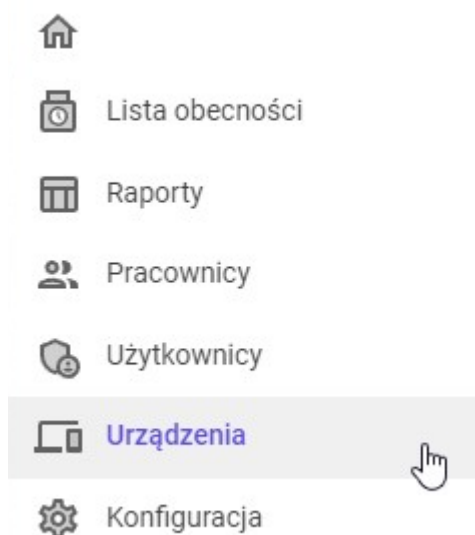 Lista obecności
Raporty
Pracownicy
Użytkownicy
Urządzenia
Konfiguracja